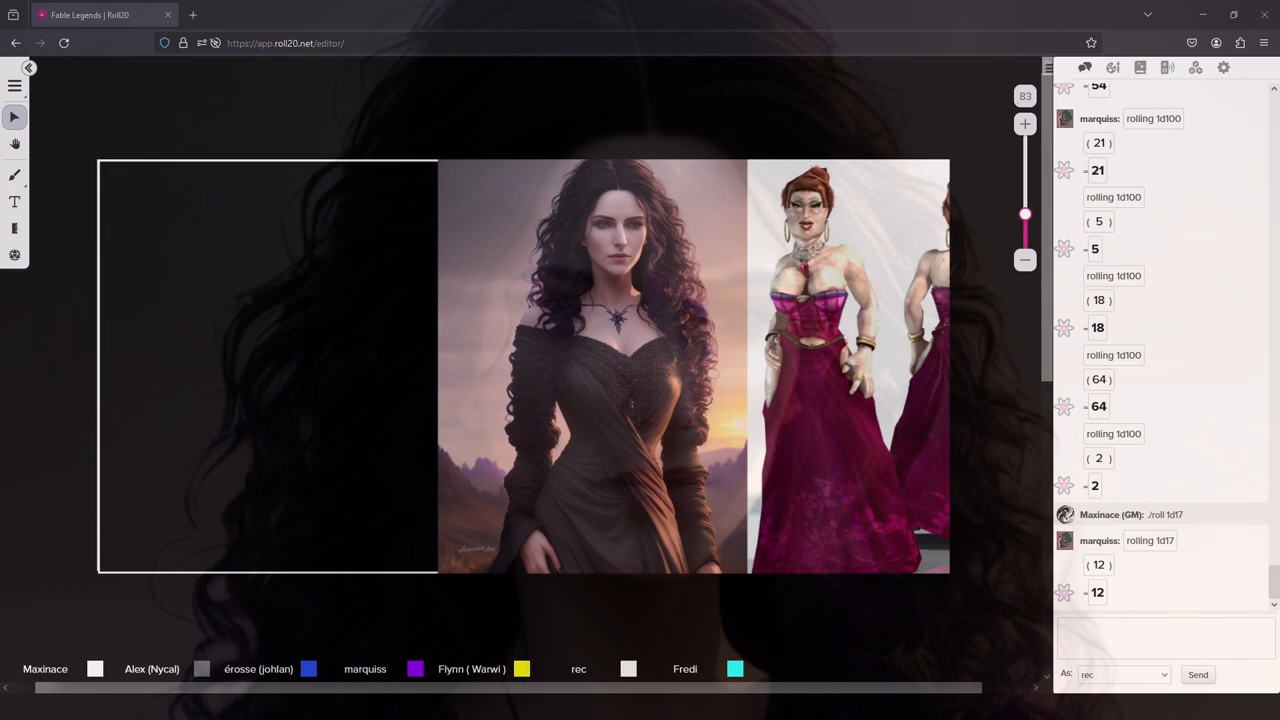 Fable Legends | Roll20
https://app.roll20.net/editor/
83
= 54
marquiss: rolling 1d100
( 21 )
= 21
rolling 1d100
( 5 )
= 5
rolling 1d100
( 18 )
= 18
rolling 1d100
( 64 )
= 64
rolling 1d100
( 2 )
= 2
Maxinace (GM): ./roll 1d17
marquiss: rolling 1d17
( 12 )
= 12
Maxinace
Alex (Nycal)
érosse (johlan)
marquiss
Flynn ( Warwi )
rec
Fredi
As: rec
Send